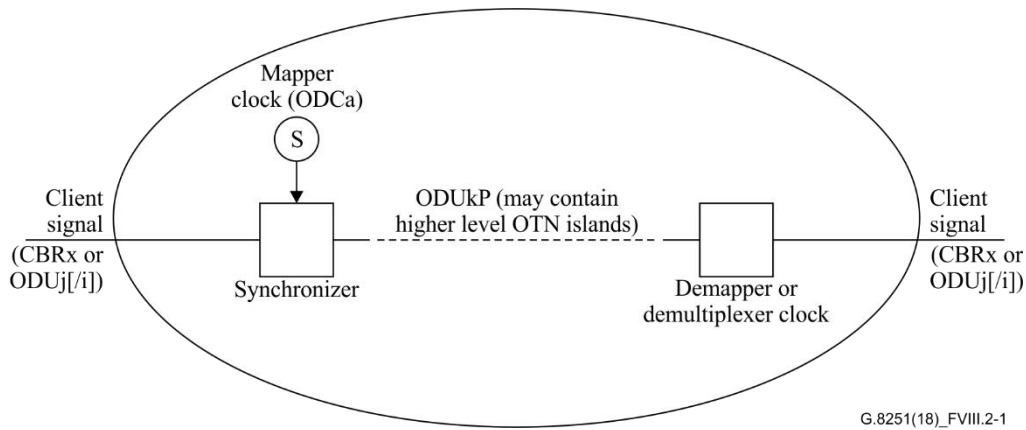 Mapper
clock (ODCa)
S
Client
signal
(CBRx or
ODUj[/i])
Synchronizer
ODUkP (may contain
higher level OTN islands)
Demapper or
demultiplexer clock
Client
signal
(CBRx or
ODUj[/i])
G.8251(18)_FVIII.2-1